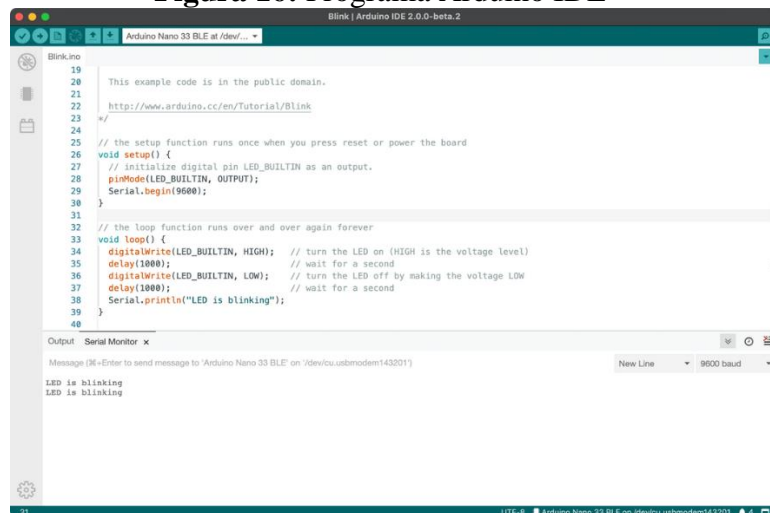 Programa Arduino IDE
Blink | Arduino IDE 2.0.0-beta.2
Arduino Nano 33 BLE at /dev/...
Blink.ino
19
20 This example code is in the public domain.
21
22 http://www.arduino.cc/en/Tutorial/Blink
23 */
24
25 // the setup function runs once when you press reset or power the board
26 void setup() {
27 // initialize digital pin LED_BUILTIN as an output.
28 pinMode(LED_BUILTIN, OUTPUT);
29 Serial.begin(9600);
30 }
31
32 // the loop function runs over and over again forever
33 void loop() {
34 digitalWrite(LED_BUILTIN, HIGH); // turn the LED on (HIGH is the voltage level)
35 delay(1000); // wait for a second
36 digitalWrite(LED_BUILTIN, LOW); // turn the LED off by making the voltage LOW
37 delay(1000); // wait for a second
38 Serial.println("LED is blinking");
39 }
40
Output Serial Monitor x
Message (⌘+Enter to send message to 'Arduino Nano 33 BLE' on '/dev/cu.usbmodem143201')
New Line 9600 baud
LED is blinking
LED is blinking
UTF-8 Arduino Nano 33 BLE on /dev/cu.usbmodem143201 4